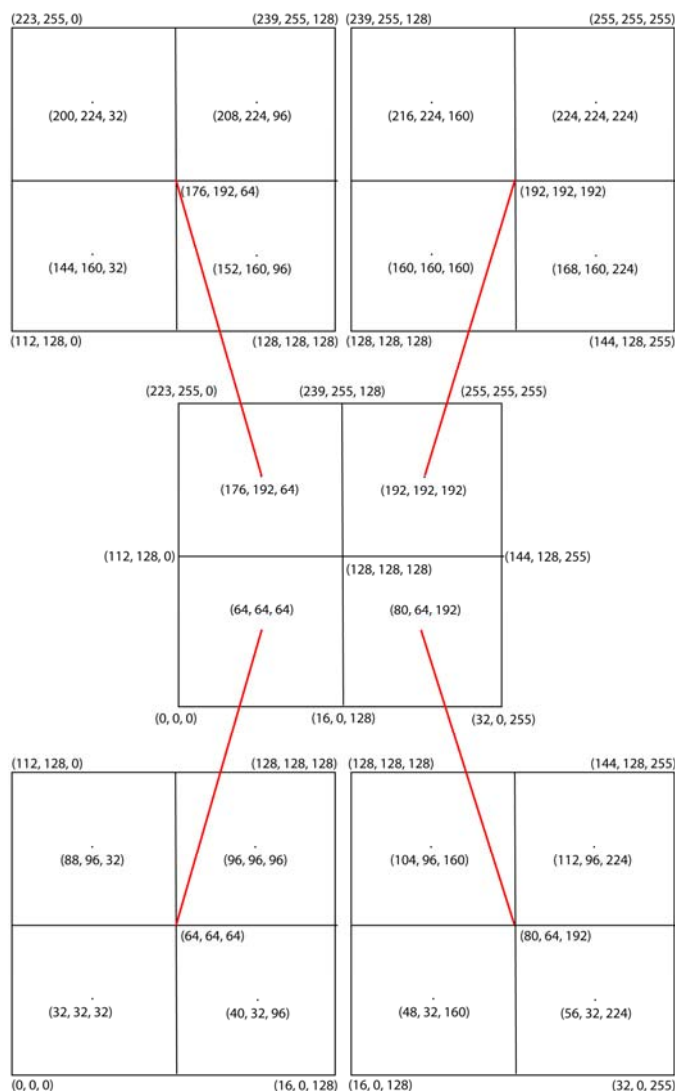 (223, 255, 0) (239, 255, 128) (239, 255, 128) (255, 255, 255)
(200, 224, 32) (208, 224, 96) (216, 224, 160) (224, 224, 224)
(176, 192, 64) (192, 192, 192)
(144, 160, 32) (152, 160, 96) (160, 160, 160) (168, 160, 224)
(112, 128, 0) (128, 128, 128) (128, 128, 128) (144, 128, 255)
(223, 255, 0) (239, 255, 128) (255, 255, 255)
(176, 192, 64) (192, 192, 192)
(112, 128, 0) (144, 128, 255)
(128, 128, 128)
(64, 64, 64) (80, 64, 192)
(0, 0, 0) (16, 0, 128) (32, 0, 255)
(112, 128, 0) (128, 128, 128) (128, 128, 128) (144, 128, 255)
(88, 96, 32) (96, 96, 96) (104, 96, 160) (112, 96, 224)
(64, 64, 64) (80, 64, 192)
(32, 32, 32) (40, 32, 96) (48, 32, 160) (56, 32, 224)
(0, 0, 0) (16, 0, 128) (16, 0, 128) (32, 0, 255)